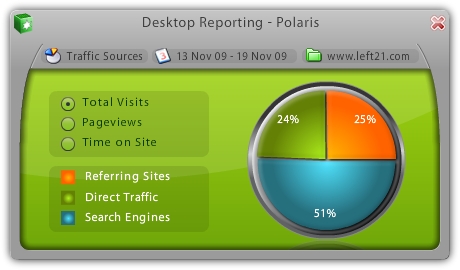 Desktop Reporting - Polaris
Traffic Sources 13 Nov 09 - 19 Nov 09 www.left21.com
Total Visits
Pageviews
Time on Site
Referring Sites
Direct Traffic
Search Engines
24% 25%
51%